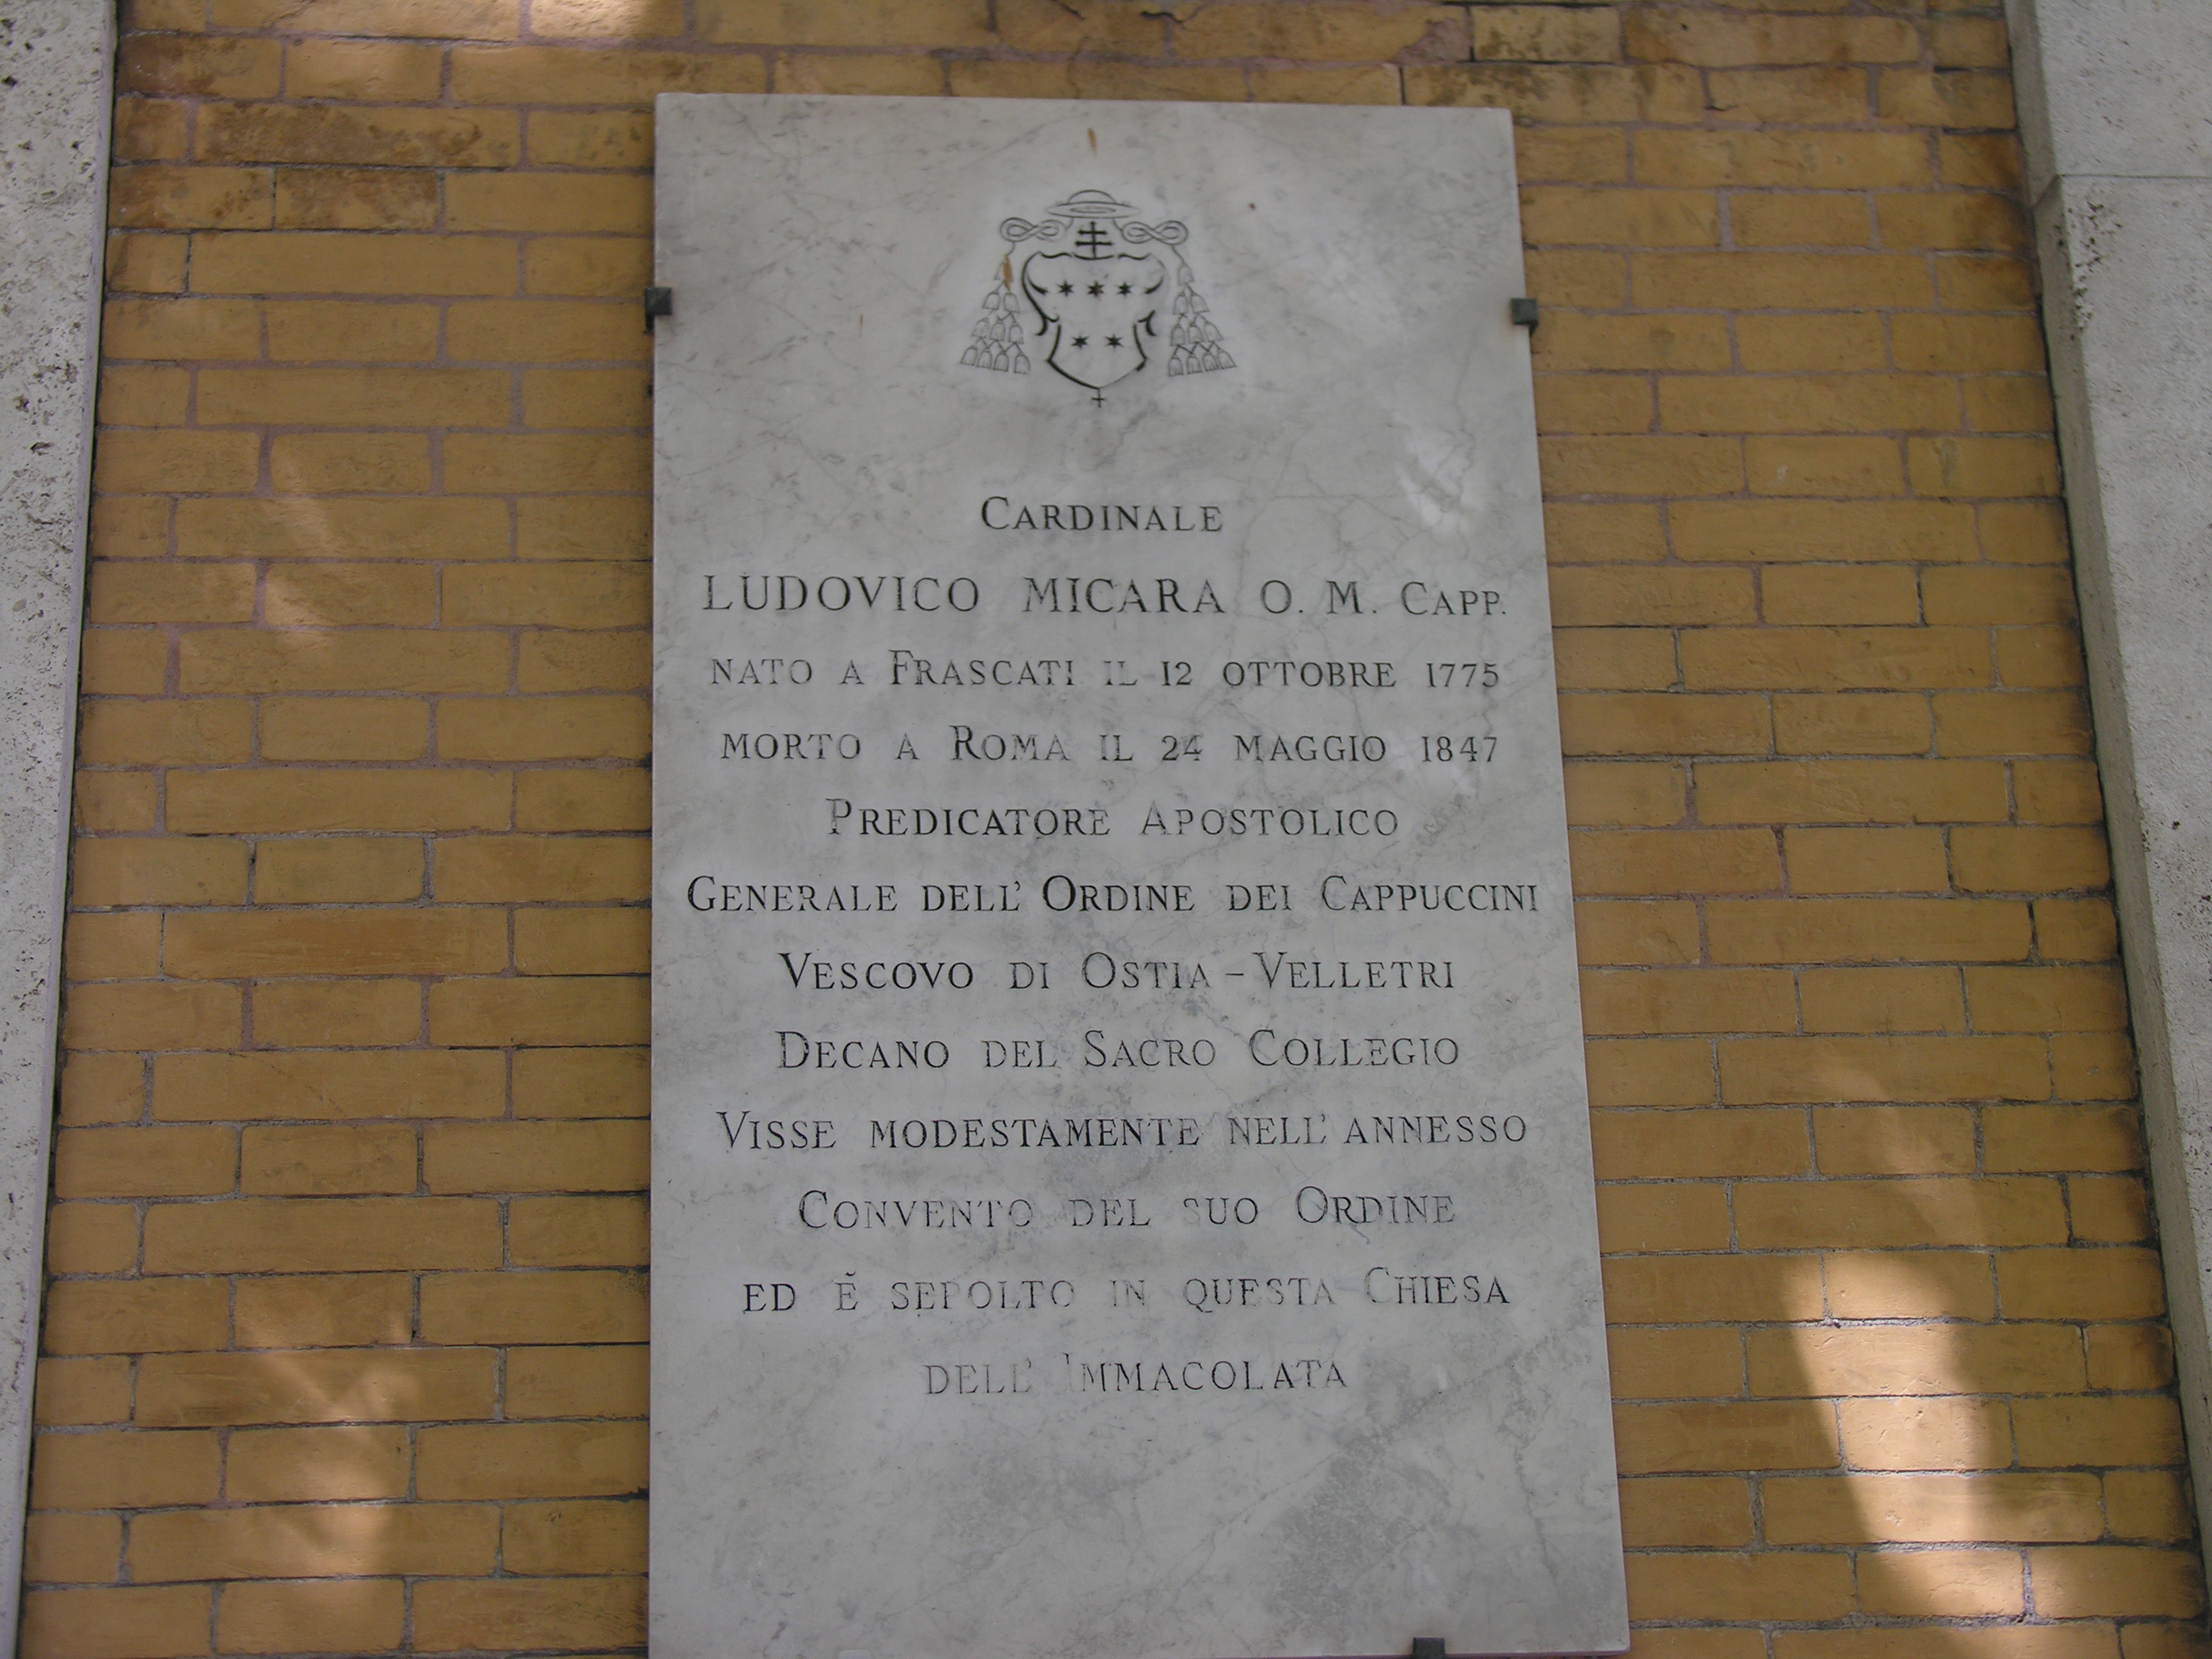 CARDINALE
LUDOVICO MICARA O. M. CAPP.
NATO A FRASCATI IL 12 OTTOBRE 1775
MORTO A ROMA IL 24 MAGGIO 1847
PREDICATORE APOSTOLICO
GENERALE DELL' ORDINE DEI CAPPUCCINI
VESCOVO DI OSTIA – VELLETRI
DECANO DEL SACRO COLLEGIO
VISSE MODESTAMENTE NELL' ANNESSO
CONVENTO DEL SUO ORDINE
ED È SEPOLTO IN QUESTA CHIESA
DELL' IMMACOLATA